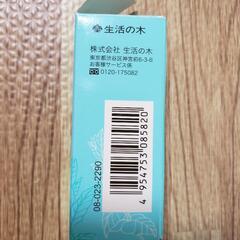 生活の木
株式会社 生活の木
東京都渋谷区神宮前6-3-8
お客様サービス係
0120-175082
4 954753 085820
08-023-2290